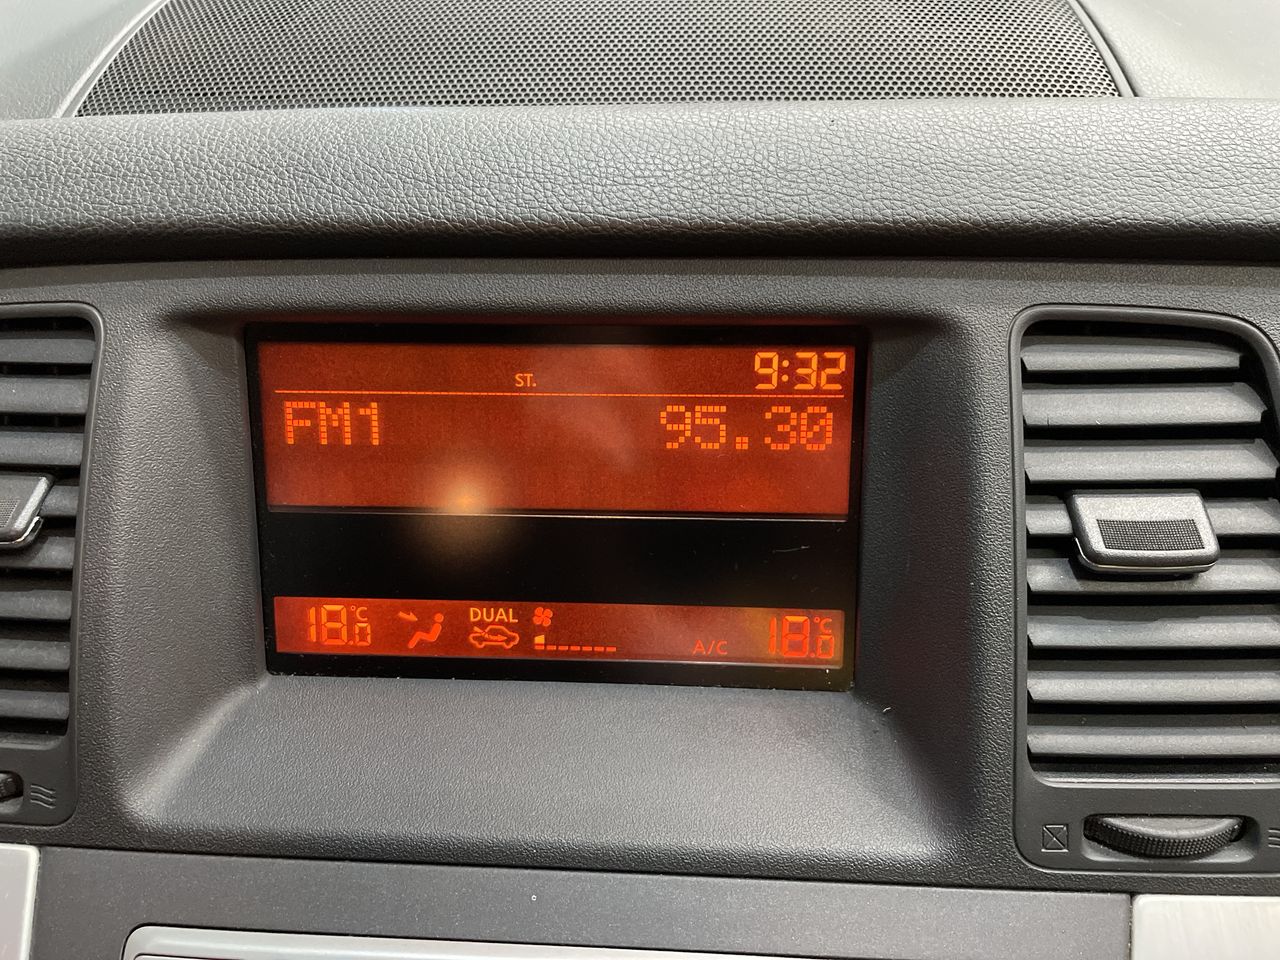 ST. 9:32
FM1 95.30
18.0°C DUAL A/C 18.0°C